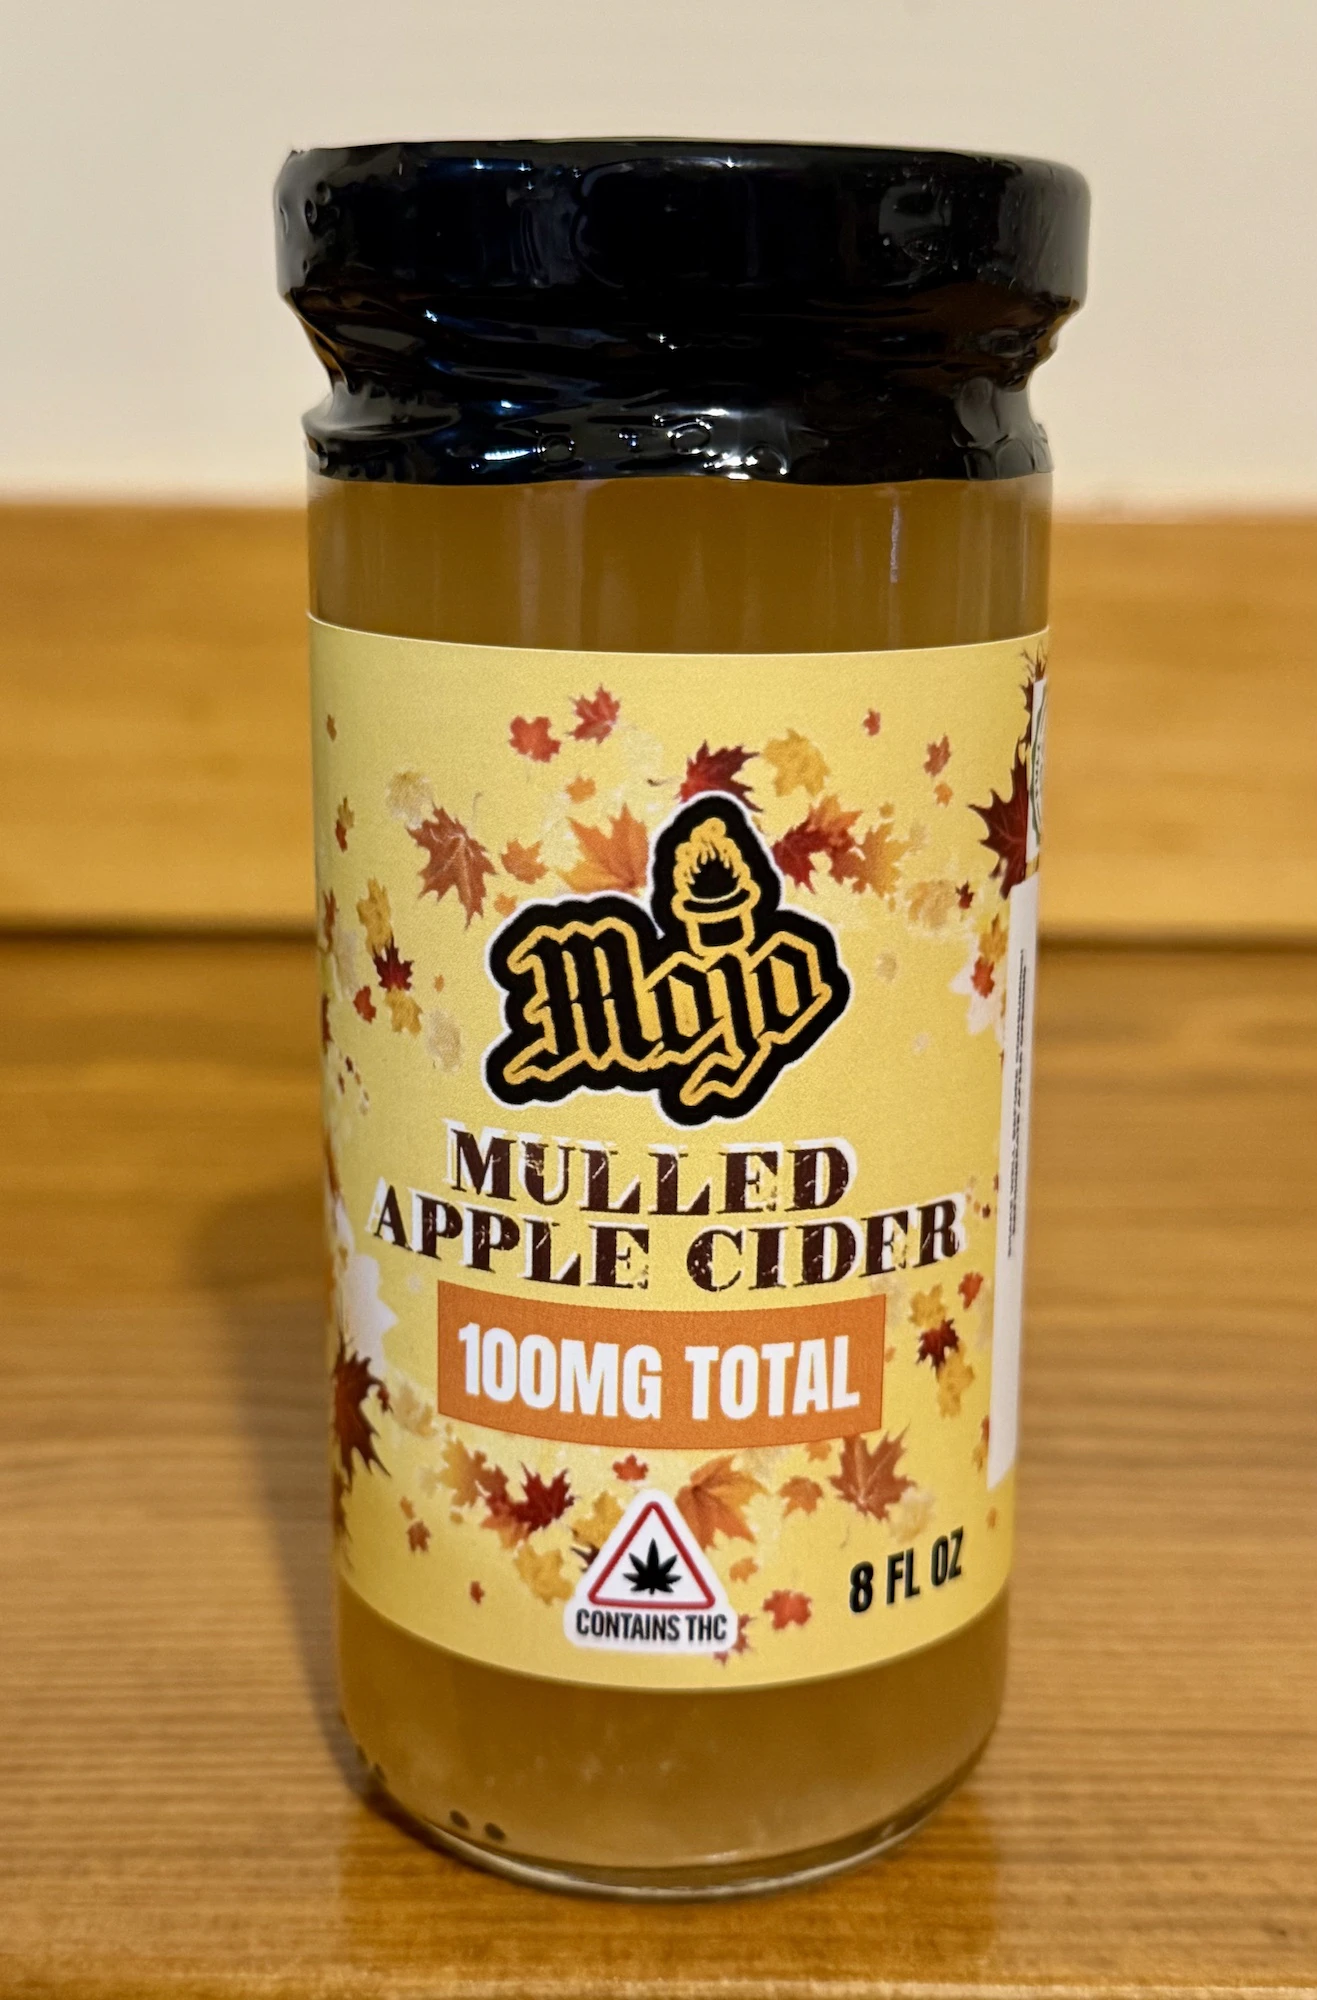 Mojo
MULLED
APPLE CIDER
100MG TOTAL
CONTAINS THC
8 FL OZ